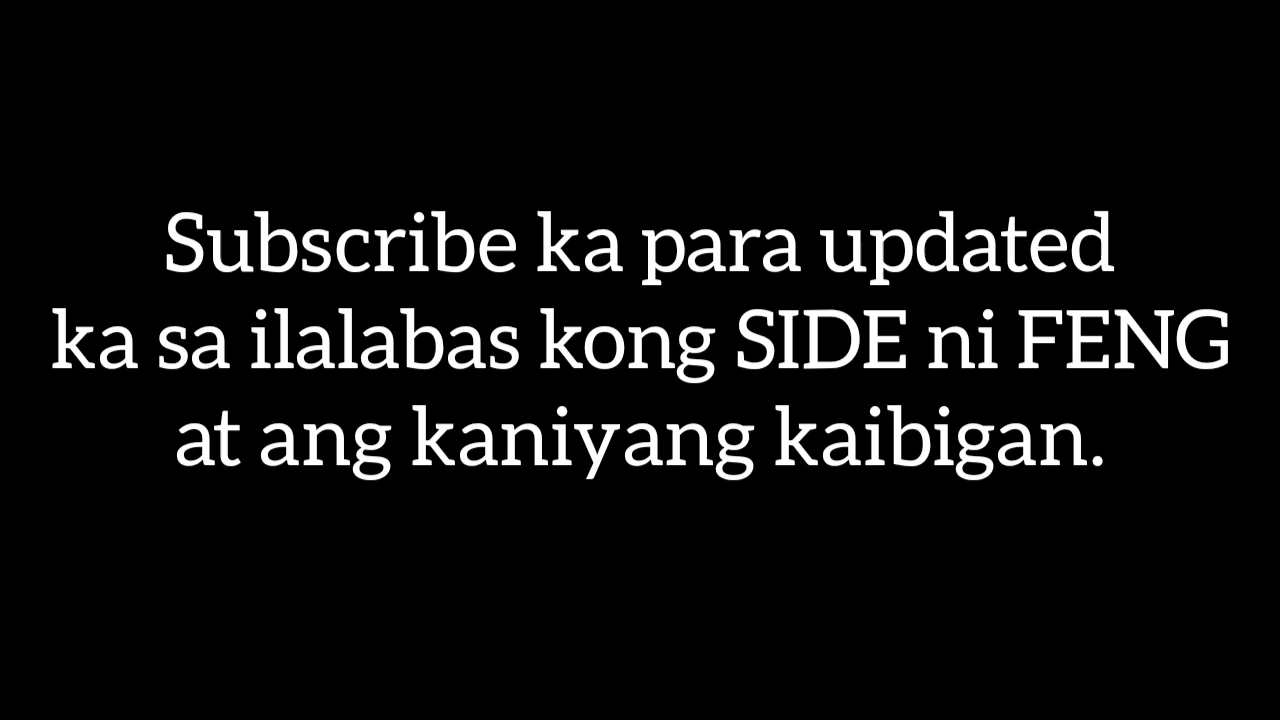 Subscribe ka para updated
ka sa ilalabas kong SIDE ni FENG
at ang kaniyang kaibigan.